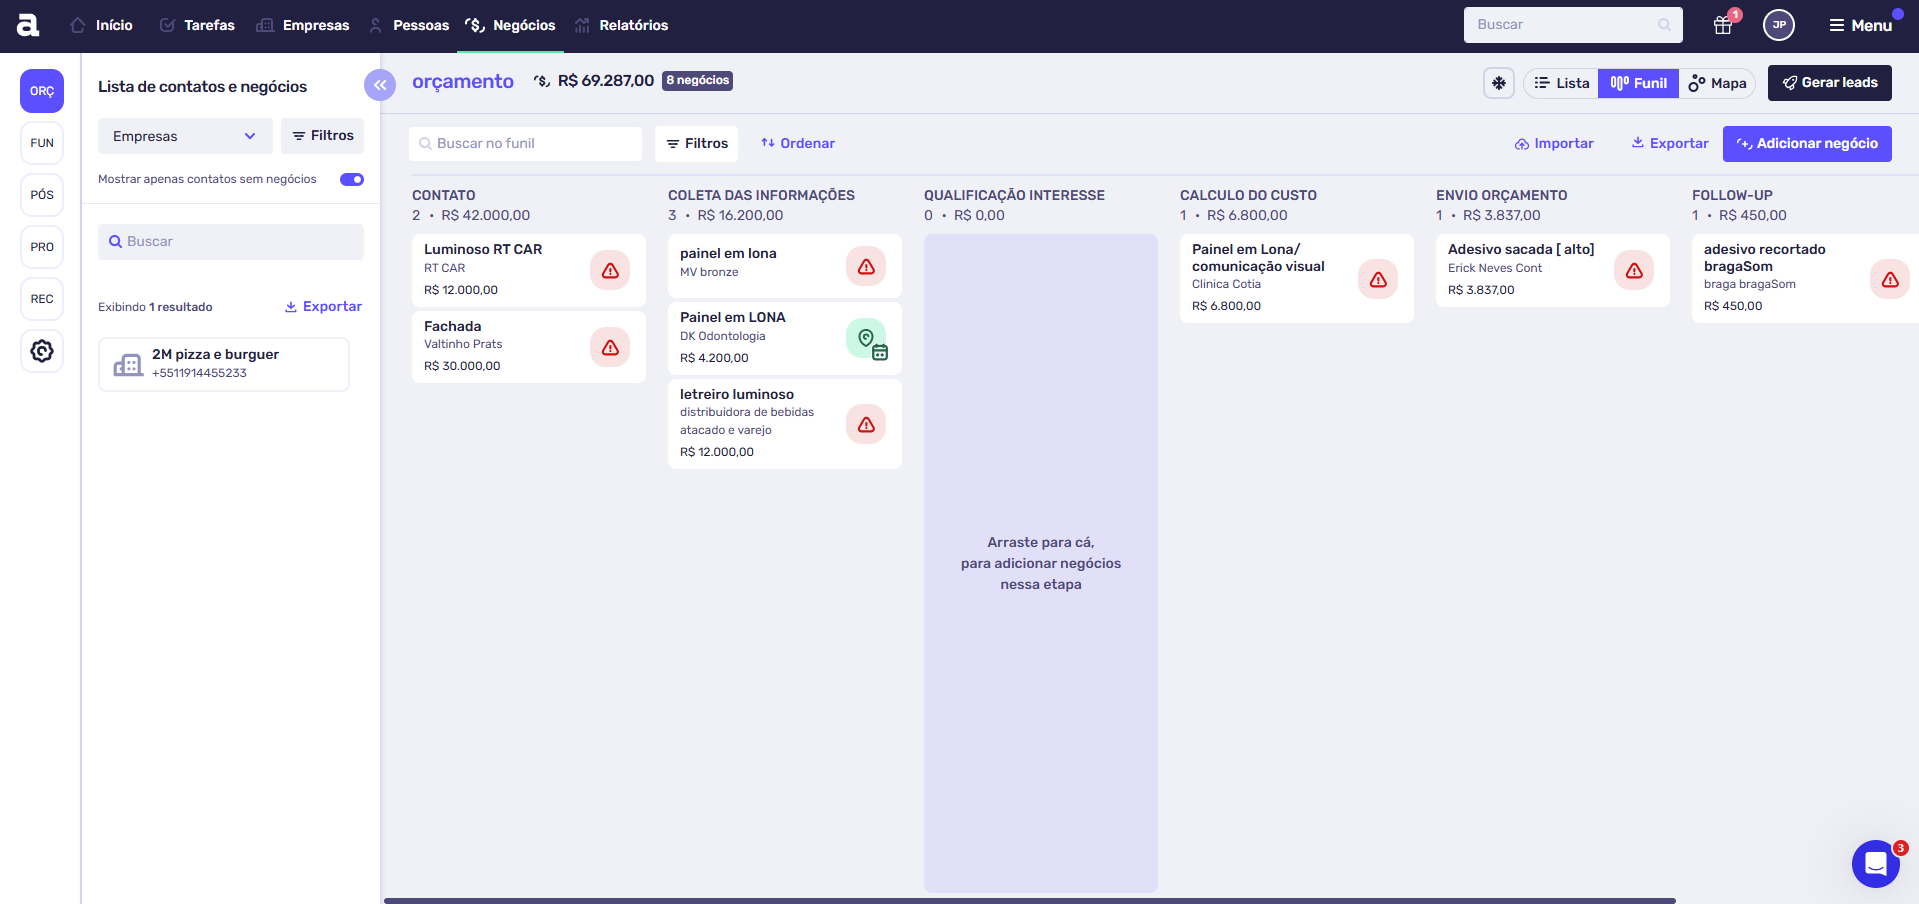 a
Início
Tarefas
Empresas
Pessoas
Negócios
Relatórios
Buscar
1
JP
Menu
ORÇ
FUN
PÓS
PRO
REC
Lista de contatos e negócios
Empresas
Filtros
Mostrar apenas contatos sem negócios
Buscar
Exibindo 1 resultado
Exportar
2M pizza e burguer
+5511914455233
orçamento
R$ 69.287,00
8 negócios
Lista
Funil
Mapa
Gerar leads
Buscar no funil
Filtros
Ordenar
Importar
Exportar
Adicionar negócio
CONTATO
2 • R$ 42.000,00
Luminoso RT CAR
RT CAR
R$ 12.000,00
Fachada
Valtinho Prats
R$ 30.000,00
COLETA DAS INFORMAÇÕES
3 • R$ 16.200,00
painel em lona
MV bronze
Painel em LONA
DK Odontologia
R$ 4.200,00
letreiro luminoso
distribuidora de bebidas
atacado e varejo
R$ 12.000,00
QUALIFICAÇÃO INTERESSE
0 • R$ 0,00
Arraste para cá,
para adicionar negócios
nessa etapa
CALCULO DO CUSTO
1 • R$ 6.800,00
Painel em Lona/
comunicação visual
Clinica Cotia
R$ 6.800,00
ENVIO ORÇAMENTO
1 • R$ 3.837,00
Adesivo sacada [ alto]
Erick Neves Cont
R$ 3.837,00
FOLLOW-UP
1 • R$ 450,00
adesivo recortado
bragaSom
braga bragaSom
R$ 450,00
3